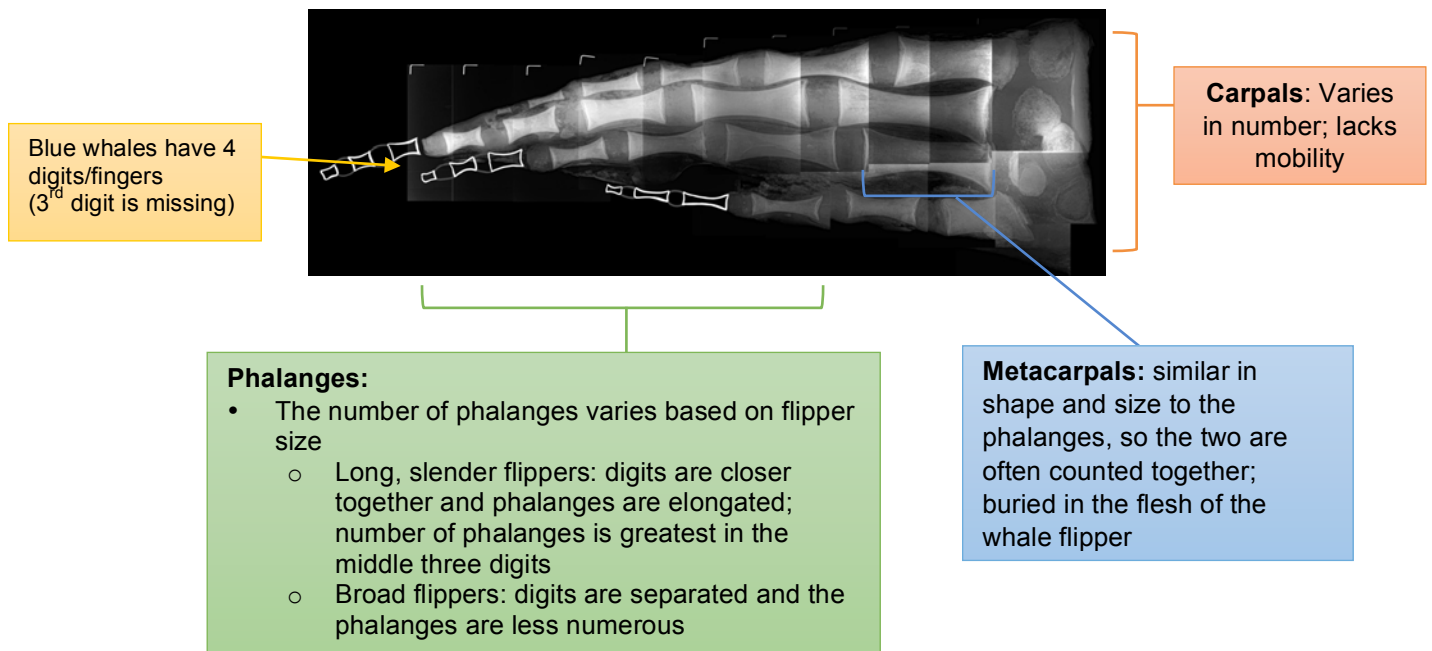 Blue whales have 4
digits/fingers
(3rd digit is missing)
Carpals: Varies
in number; lacks
mobility
Phalanges:
• The number of phalanges varies based on flipper
size
o Long, slender flippers: digits are closer
together and phalanges are elongated;
number of phalanges is greatest in the
middle three digits
o Broad flippers: digits are separated and the
phalanges are less numerous
Metacarpals: similar in
shape and size to the
phalanges, so the two are
often counted together;
buried in the flesh of the
whale flipper